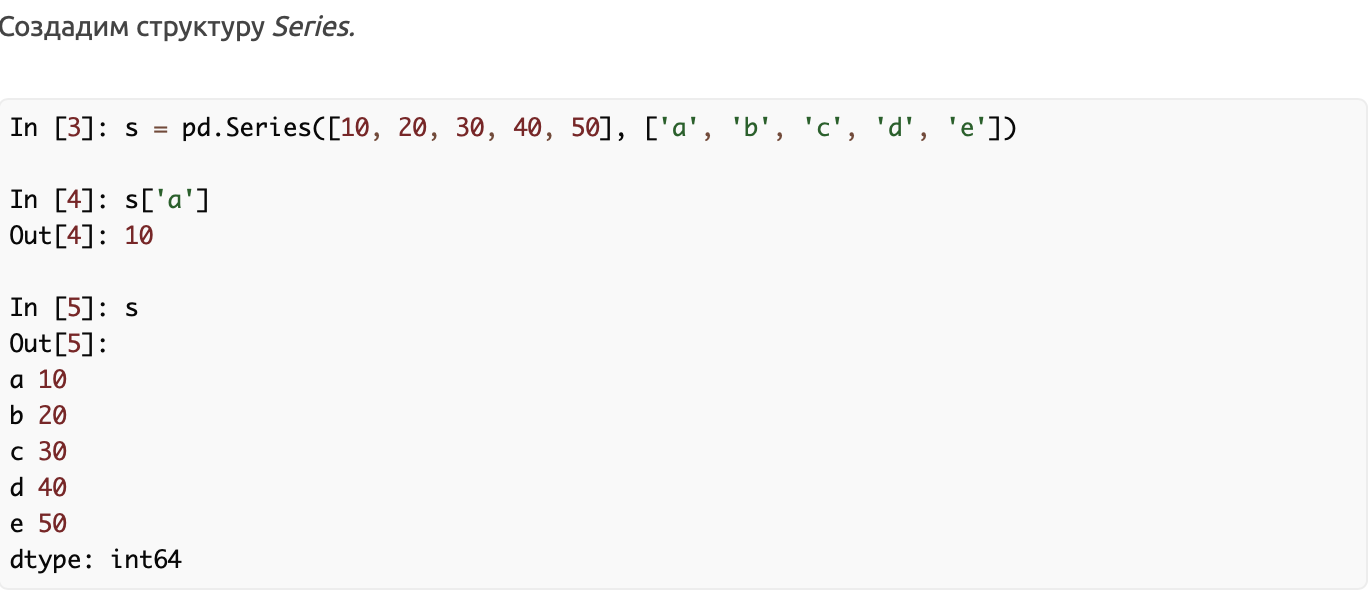 Создадим структуру Series.
In [3]: s = pd.Series([10, 20, 30, 40, 50], ['a', 'b', 'c', 'd', 'e'])
In [4]: s['a']
Out[4]: 10
In [5]: s
Out[5]:
a 10
b 20
c 30
d 40
e 50
dtype: int64